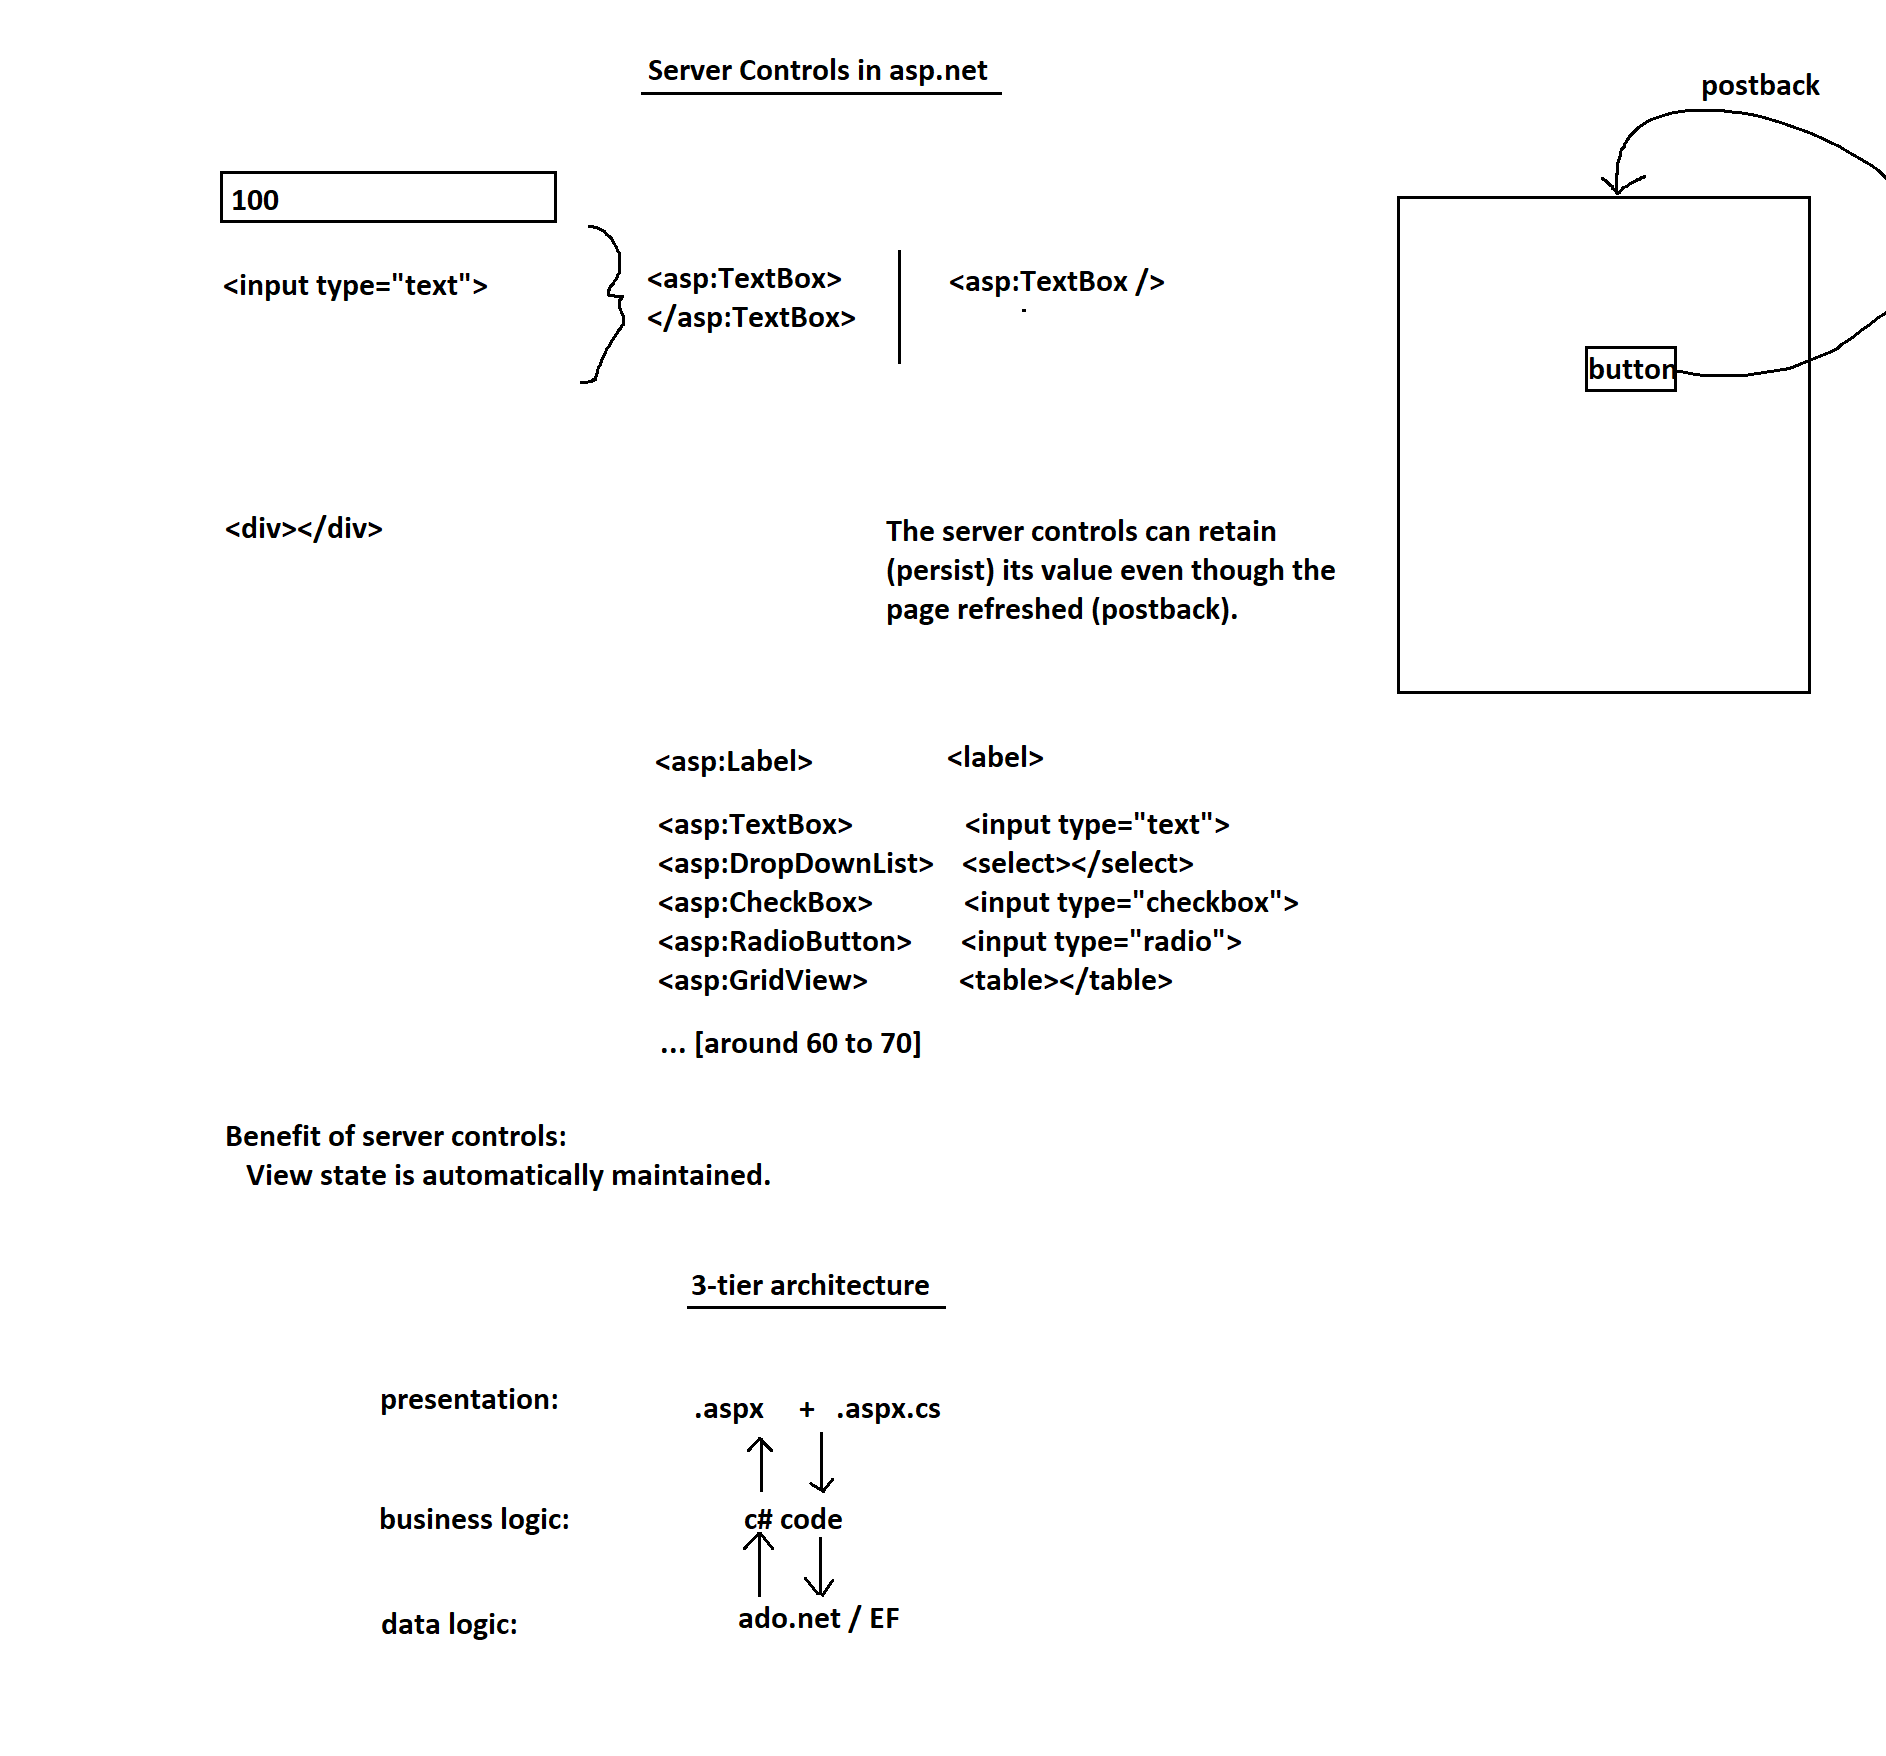 Server Controls in asp.net
postback
100
<input type="text">
<asp:TextBox>
</asp:TextBox>
<asp:TextBox />
button
<div></div>
The server controls can retain
(persist) its value even though the
page refreshed (postback).
<asp:Label> <label>
<asp:TextBox> <input type="text">
<asp:DropDownList> <select></select>
<asp:CheckBox> <input type="checkbox">
<asp:RadioButton> <input type="radio">
<asp:GridView> <table></table>
... [around 60 to 70]
Benefit of server controls:
View state is automatically maintained.
3-tier architecture
presentation: .aspx + .aspx.cs
business logic: c# code
data logic: ado.net / EF